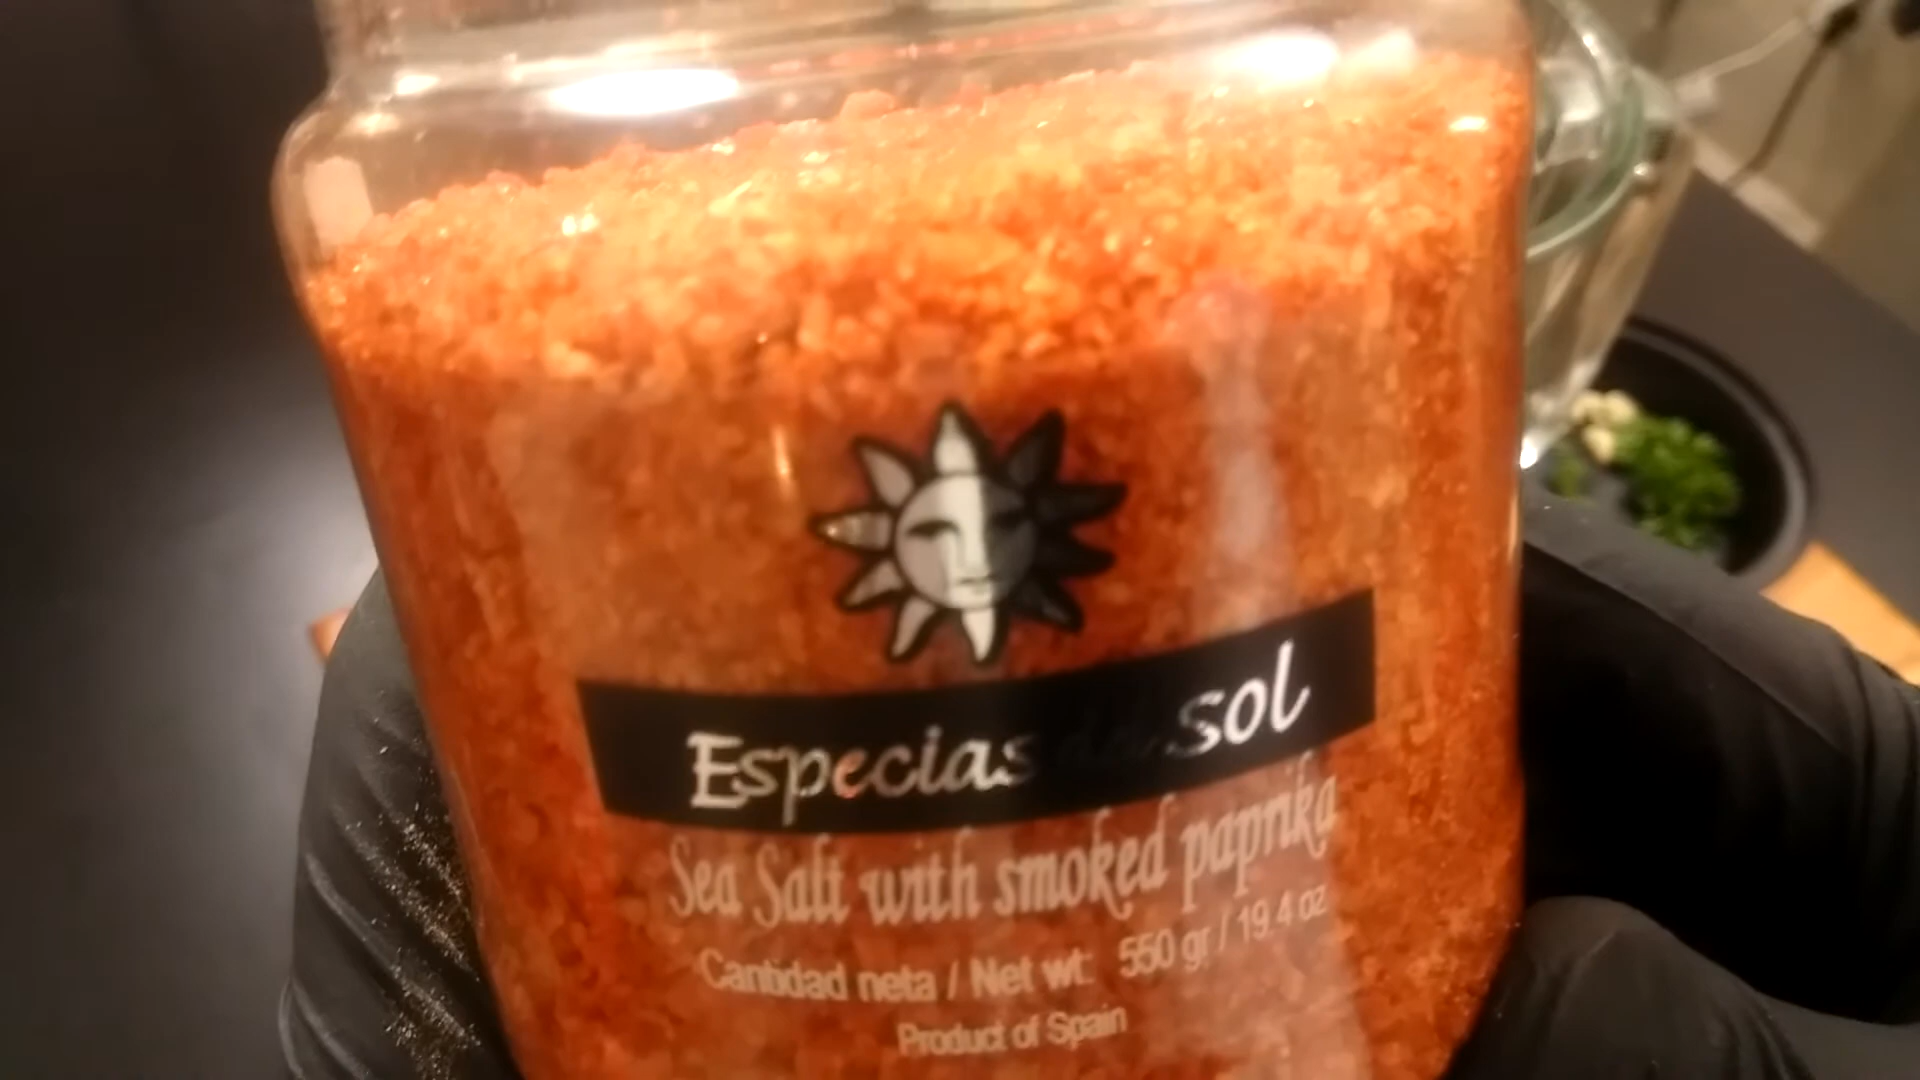 Especias del sol
Sea Salt with smoked paprika
Cantidad neta / Net wt: 550 gr / 19.4 oz
Product of Spain